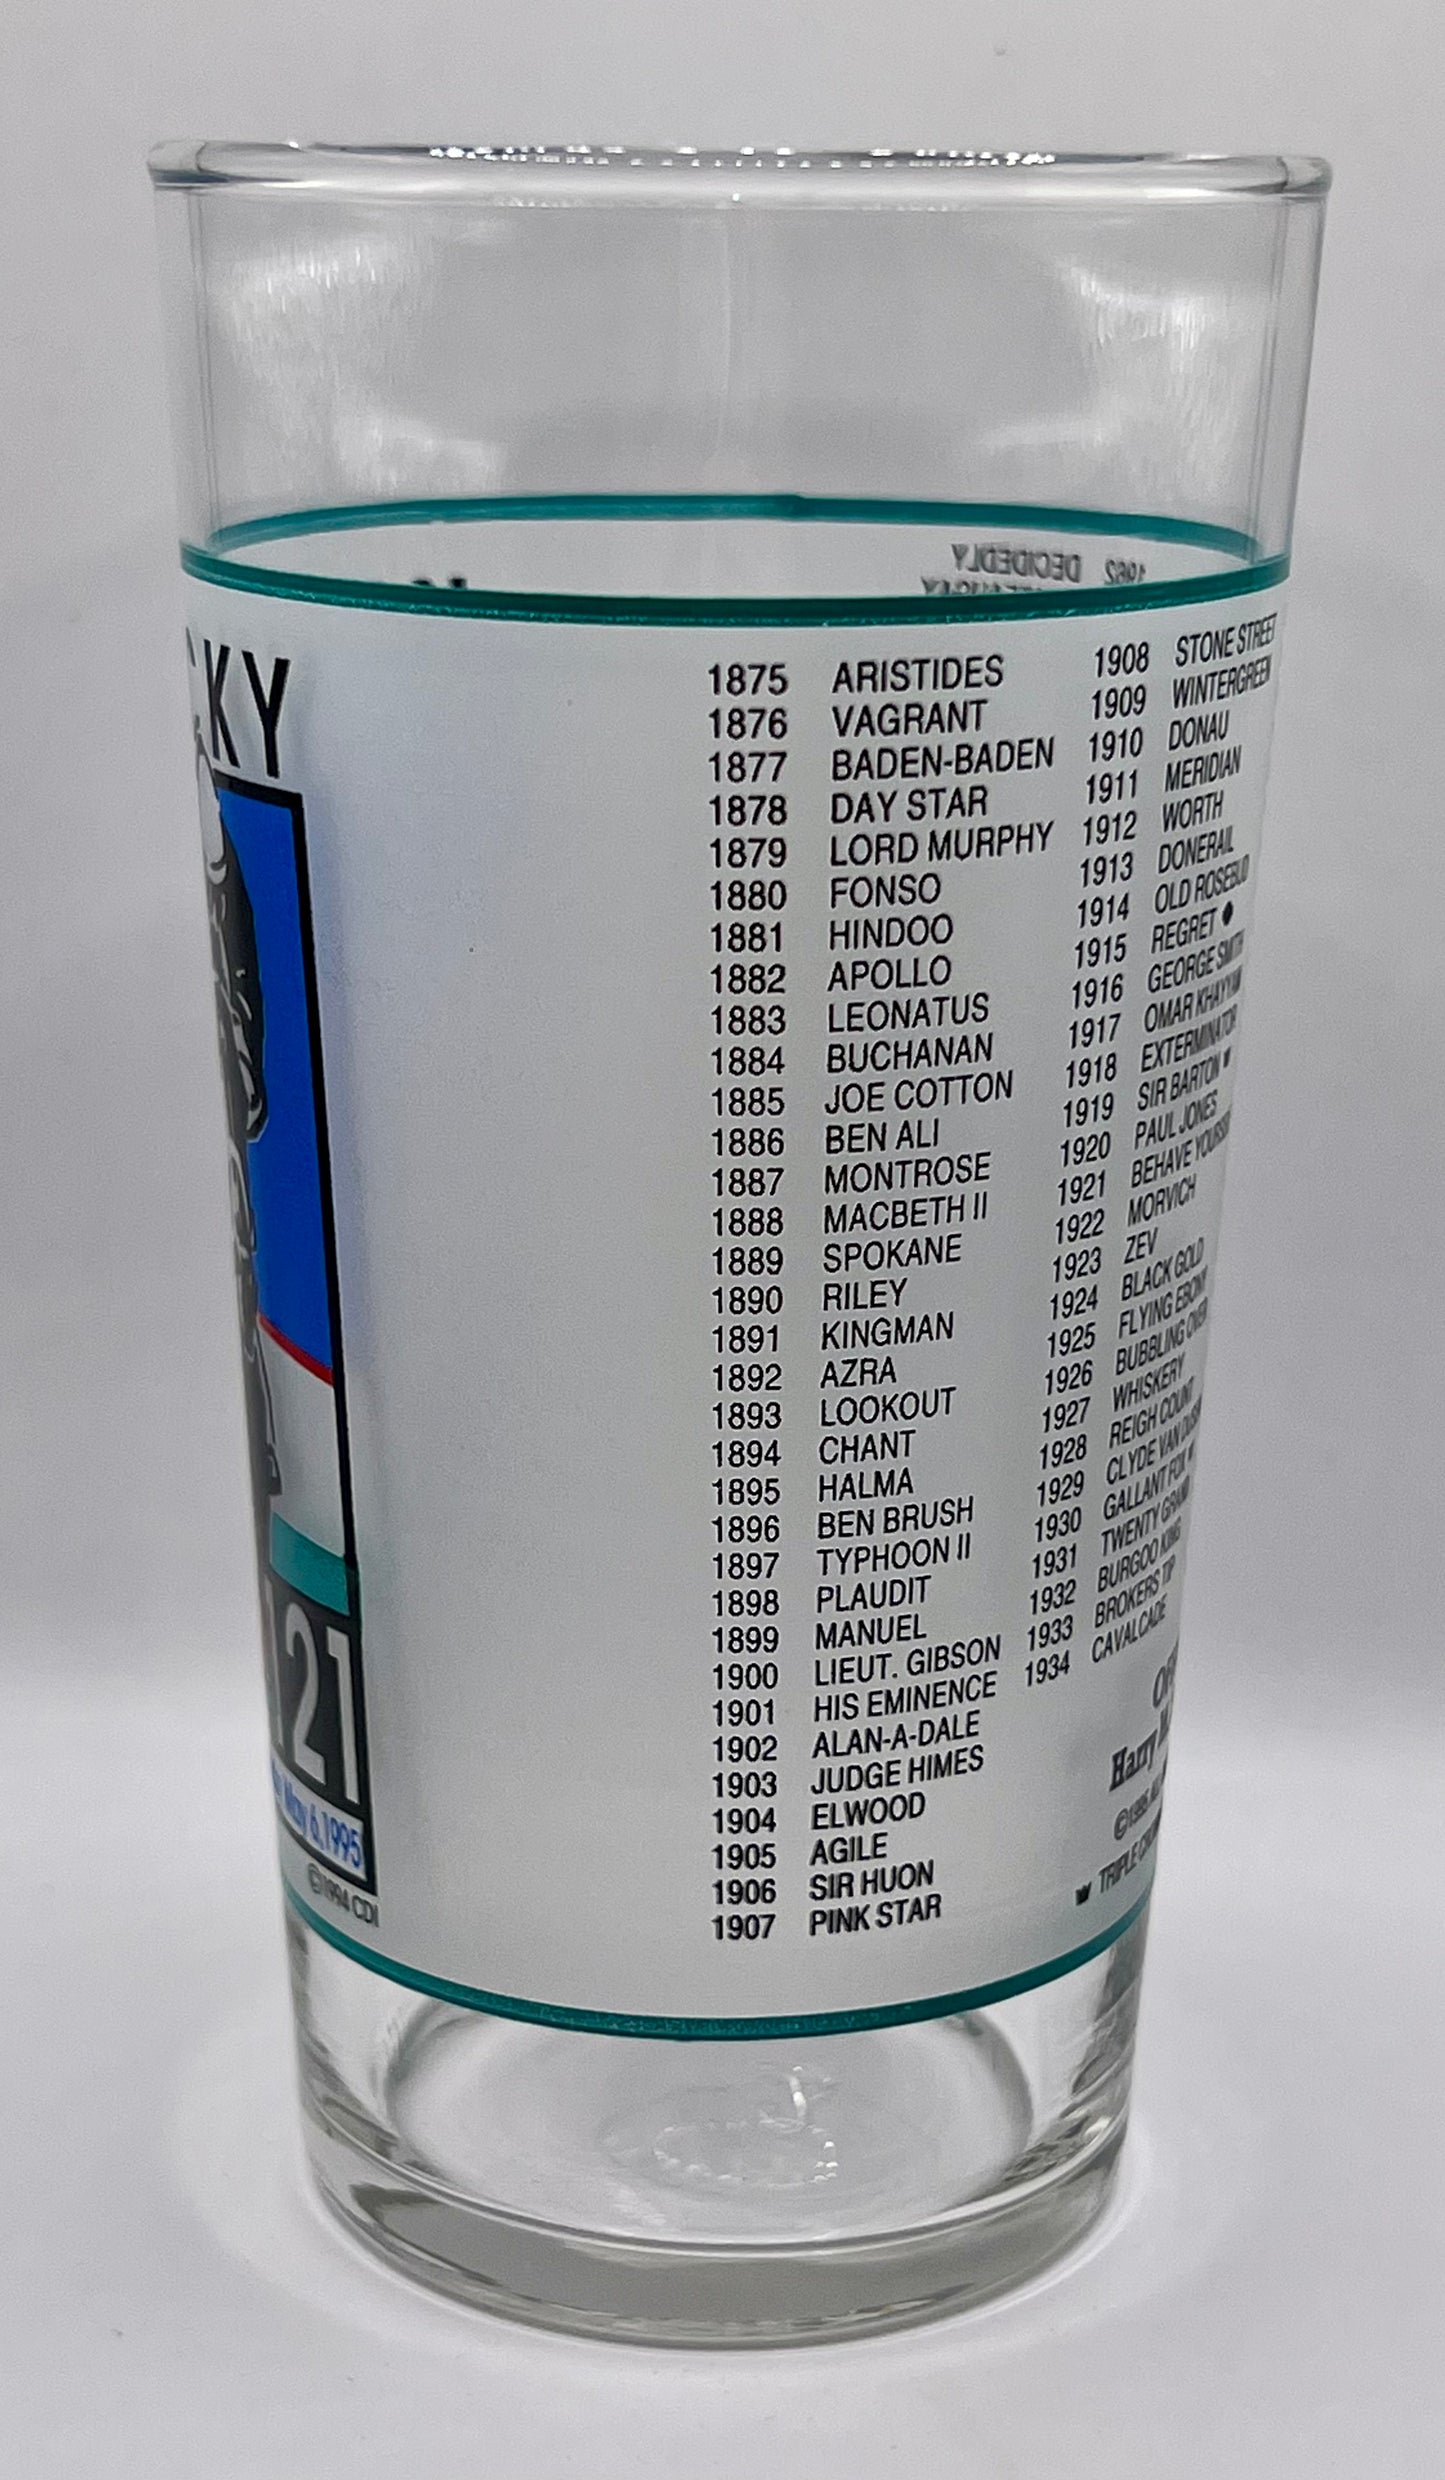 KY
121
May 6, 1995
©1994 CDI
1962 DECIDEDLY
1875 ARISTIDES
1876 VAGRANT
1877 BADEN-BADEN
1878 DAY STAR
1879 LORD MURPHY
1880 FONSO
1881 HINDOO
1882 APOLLO
1883 LEONATUS
1884 BUCHANAN
1885 JOE COTTON
1886 BEN ALI
1887 MONTROSE
1888 MACBETH II
1889 SPOKANE
1890 RILEY
1891 KINGMAN
1892 AZRA
1893 LOOKOUT
1894 CHANT
1895 HALMA
1896 BEN BRUSH
1897 TYPHOON II
1898 PLAUDIT
1899 MANUEL
1900 LIEUT. GIBSON
1901 HIS EMINENCE
1902 ALAN-A-DALE
1903 JUDGE HIMES
1904 ELWOOD
1905 AGILE
1906 SIR HUON
1907 PINK STAR
1908 STONE STREET
1909 WINTERGREEN
1910 DONAU
1911 MERIDIAN
1912 WORTH
1913 DONERAIL
1914 OLD ROSEBUD
1915 REGRET
1916 GEORGE SMITH
1917 OMAR KHAYYAM
1918 EXTERMINATOR
1919 SIR BARTON
1920 PAUL JONES
1921 BEHAVE YOURSELF
1922 MORVICH
1923 ZEV
1924 BLACK GOLD
1925 FLYING EBONY
1926 BUBBLING OVER
1927 WHISKERY
1928 REIGH COUNT
1929 CLYDE VAN DUSEN
1930 GALLANT FOX
1931 TWENTY GRAND
1932 BURGOO KING
1933 BROKERS TIP
1934 CAVALCADE
Harry M.
©1995
TRIPLE